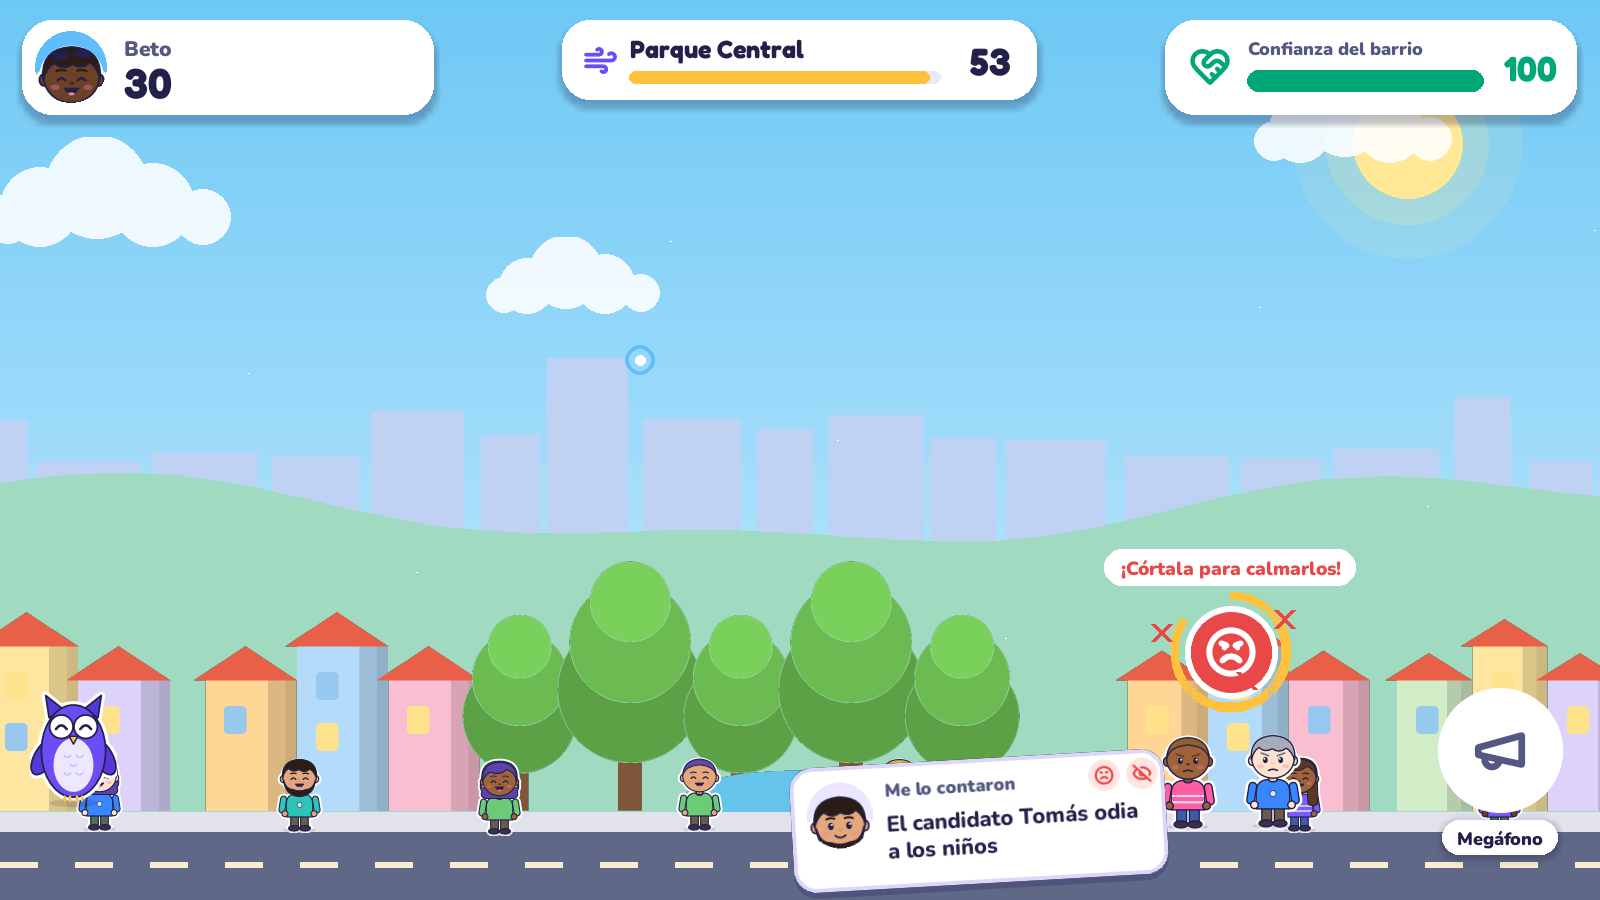 Beto
30
Parque Central
53
Confianza del barrio
100
¡Córtala para calmarlos!
Me lo contaron
El candidato Tomás odia
a los niños
Megáfono